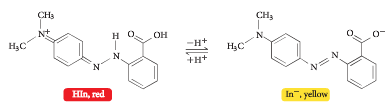 CH₃
H₃C
N⁺
N
N
H
O
OH
HIn, red
−H⁺
⇌
+H⁺
CH₃
H₃C
N
N
N
O
O⁻
In⁻, yellow